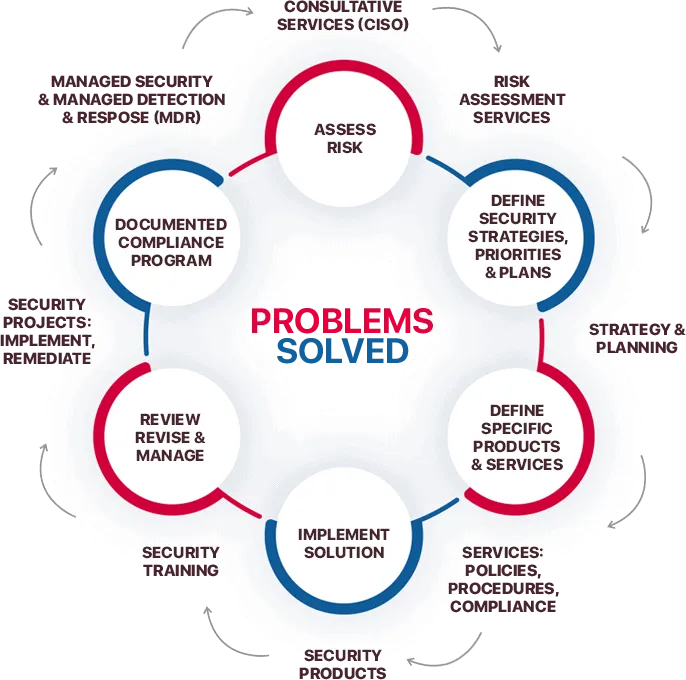 CONSULTATIVE
SERVICES (CISO)
MANAGED SECURITY
& MANAGED DETECTION
& RESPOSE (MDR)
RISK
ASSESSMENT
SERVICES
ASSESS
RISK
DOCUMENTED
COMPLIANCE
PROGRAM
DEFINE
SECURITY
STRATEGIES,
PRIORITIES
& PLANS
SECURITY
PROJECTS:
IMPLEMENT,
REMEDIATE
PROBLEMS
SOLVED
STRATEGY &
PLANNING
REVIEW
REVISE &
MANAGE
DEFINE
SPECIFIC
PRODUCTS
& SERVICES
IMPLEMENT
SOLUTION
SECURITY
TRAINING
SERVICES:
POLICIES,
PROCEDURES,
COMPLIANCE
SECURITY
PRODUCTS